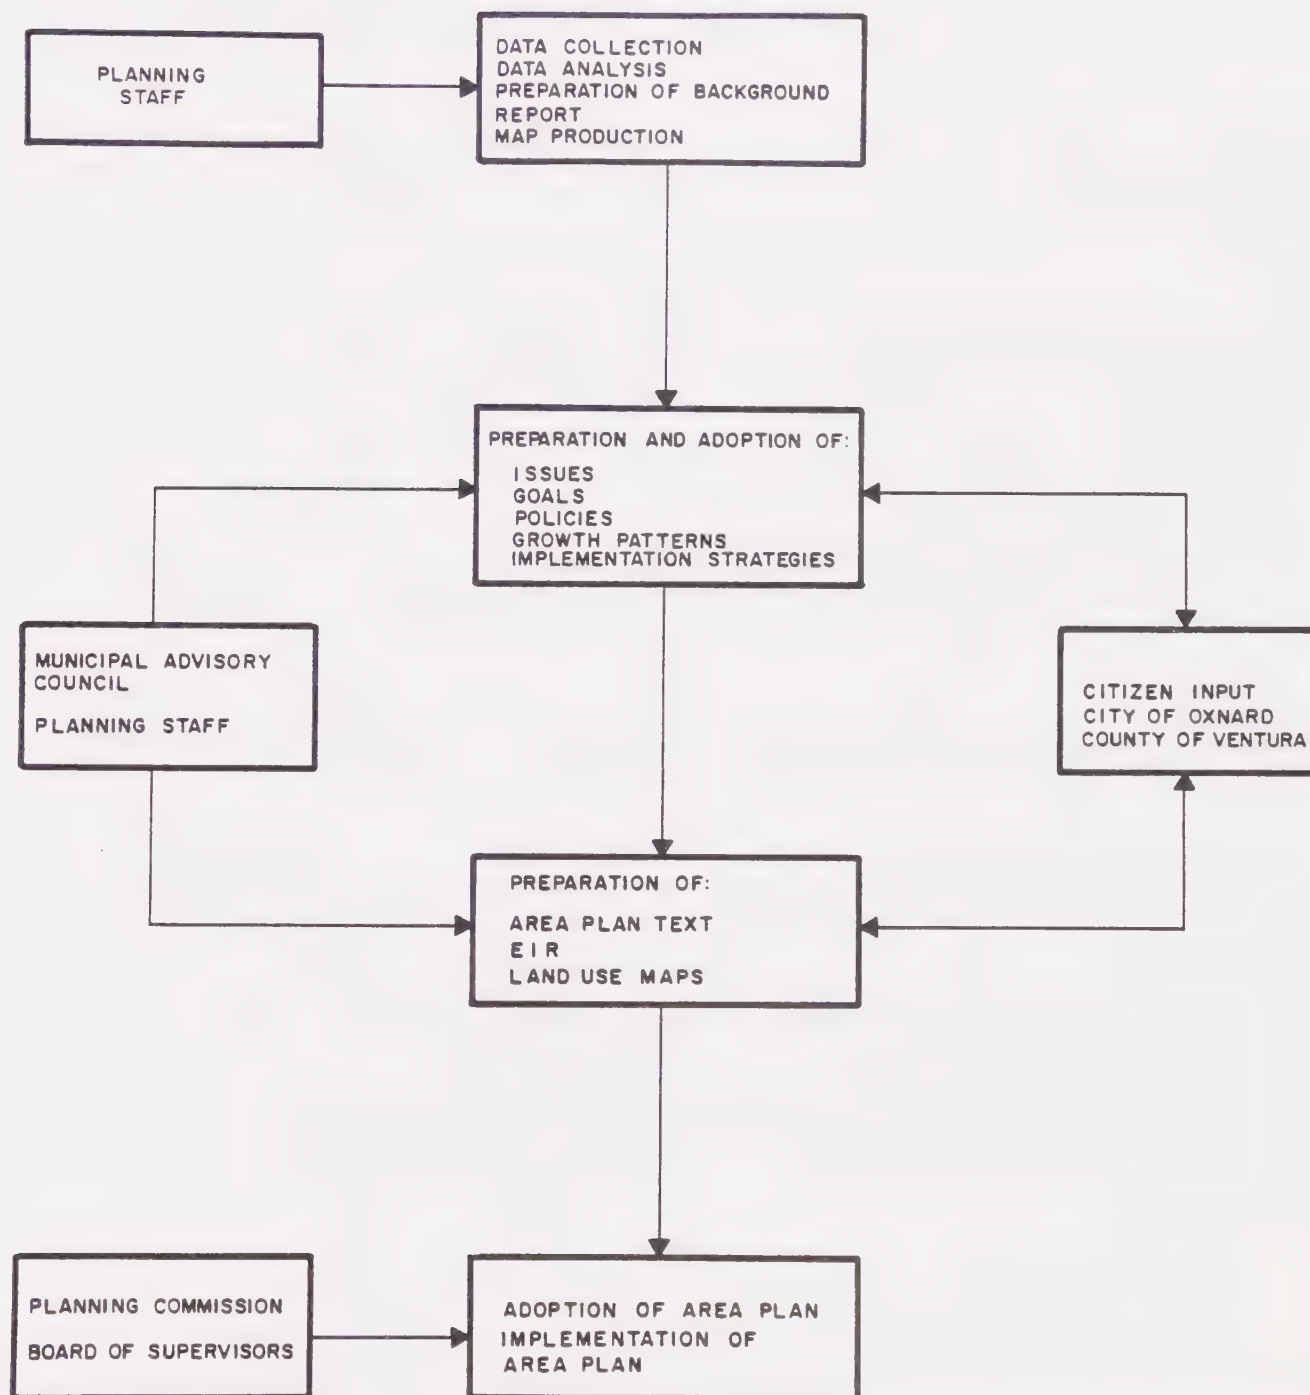 PLANNING
STAFF
DATA COLLECTION
DATA ANALYSIS
PREPARATION OF BACKGROUND
REPORT
MAP PRODUCTION
PREPARATION AND ADOPTION OF:
ISSUES
GOALS
POLICIES
GROWTH PATTERNS
IMPLEMENTATION STRATEGIES
MUNICIPAL ADVISORY
COUNCIL
PLANNING STAFF
CITIZEN INPUT
CITY OF OXNARD
COUNTY OF VENTURA
PREPARATION OF:
AREA PLAN TEXT
EIR
LAND USE MAPS
PLANNING COMMISSION
BOARD OF SUPERVISORS
ADOPTION OF AREA PLAN
IMPLEMENTATION OF
AREA PLAN